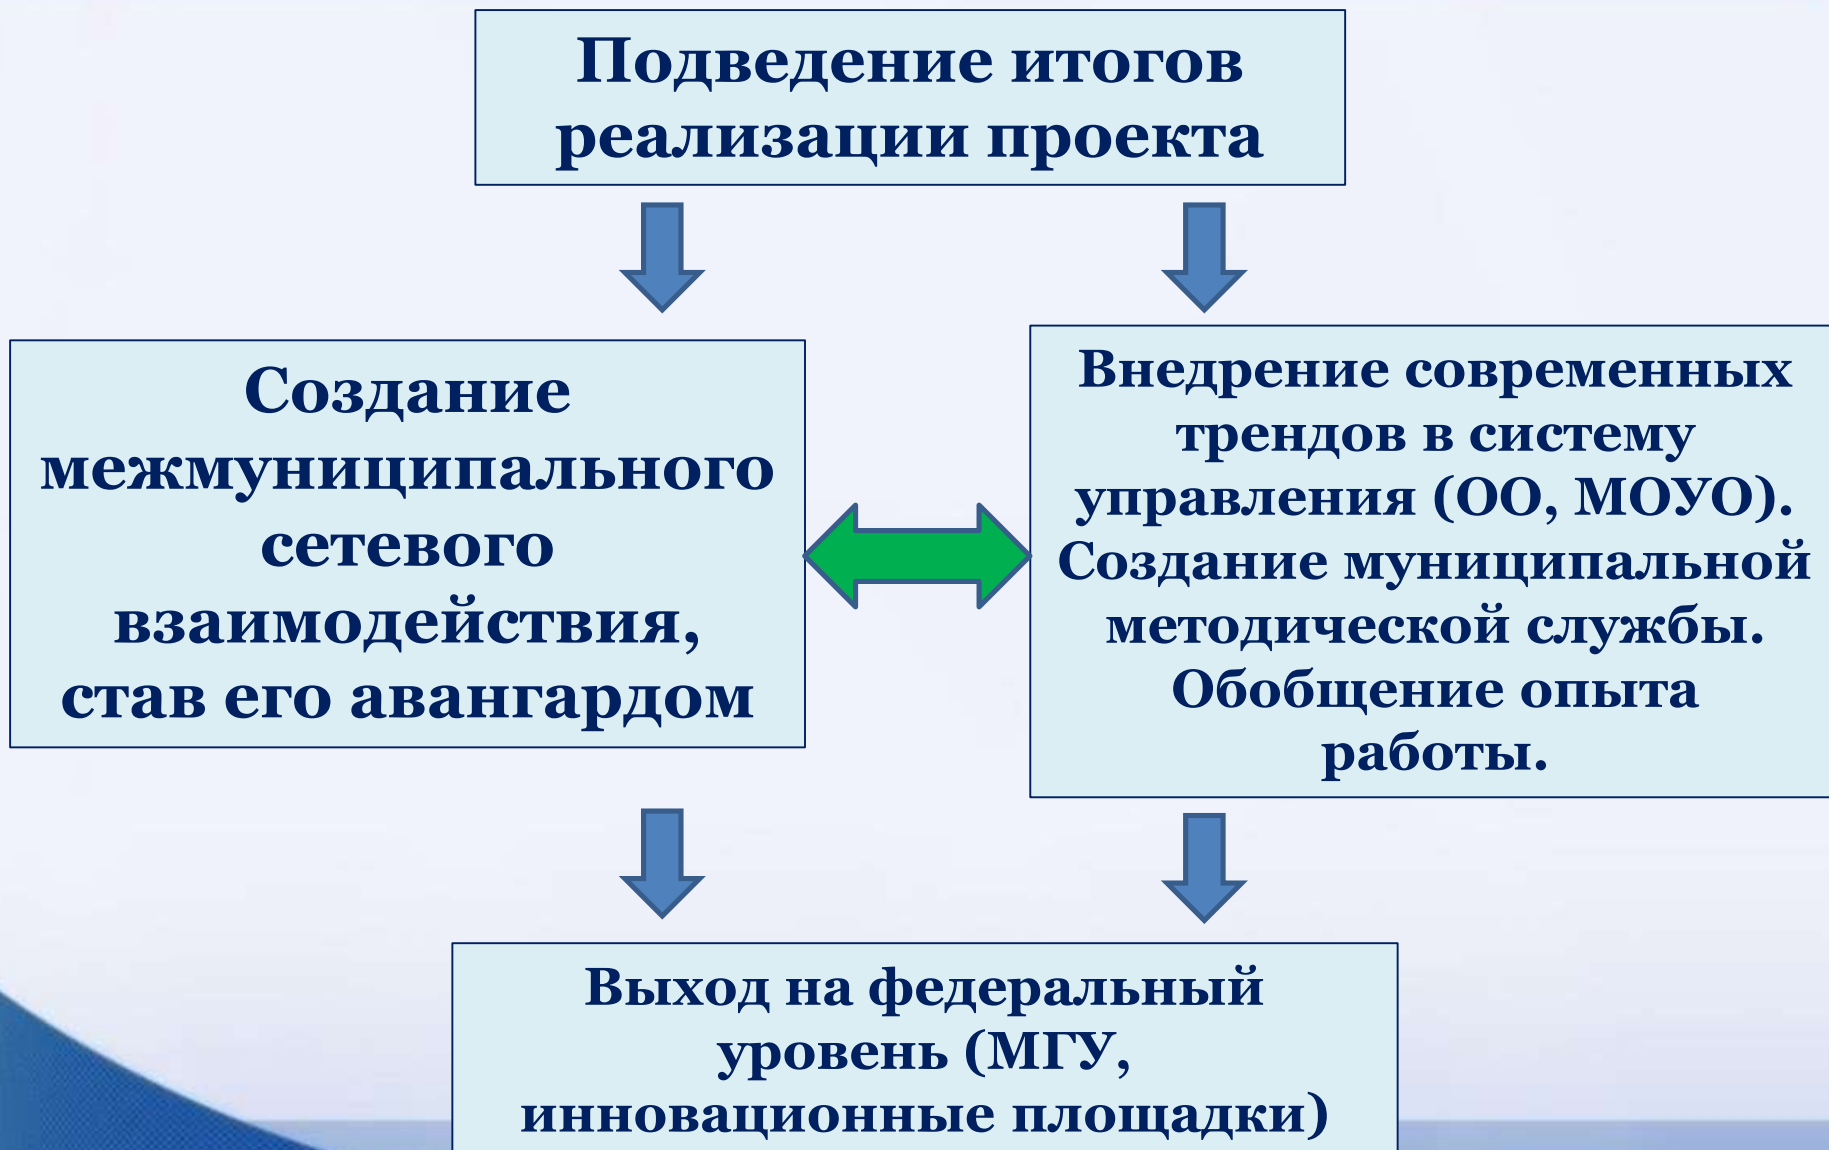 Подведение итогов
реализации проекта
Создание
межмуниципального
сетевого
взаимодействия,
став его авангардом
Внедрение современных
трендов в систему
управления (ОО, МОУО).
Создание муниципальной
методической службы.
Обобщение опыта
работы.
Выход на федеральный
уровень (МГУ,
инновационные площадки)